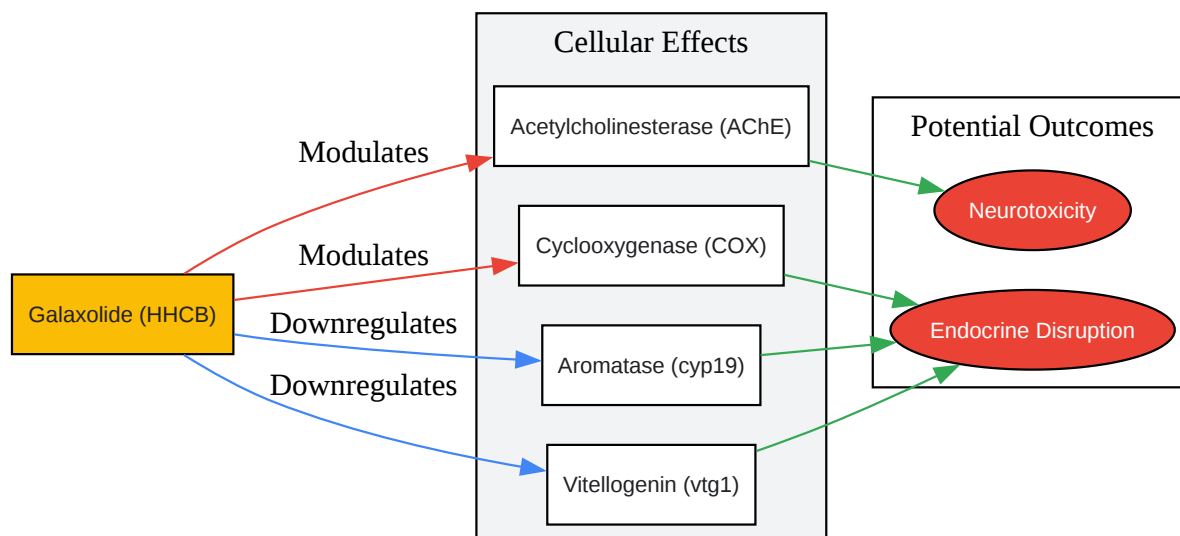 Cellular Effects
Acetylcholinesterase (AChE)
Potential Outcomes
Modulates
Neurotoxicity
Cyclooxygenase (COX)
Modulates
Galaxolide (HHCB)
Downregulates
Endocrine Disruption
Aromatase (cyp19)
Downregulates
Vitellogenin (vtg1)